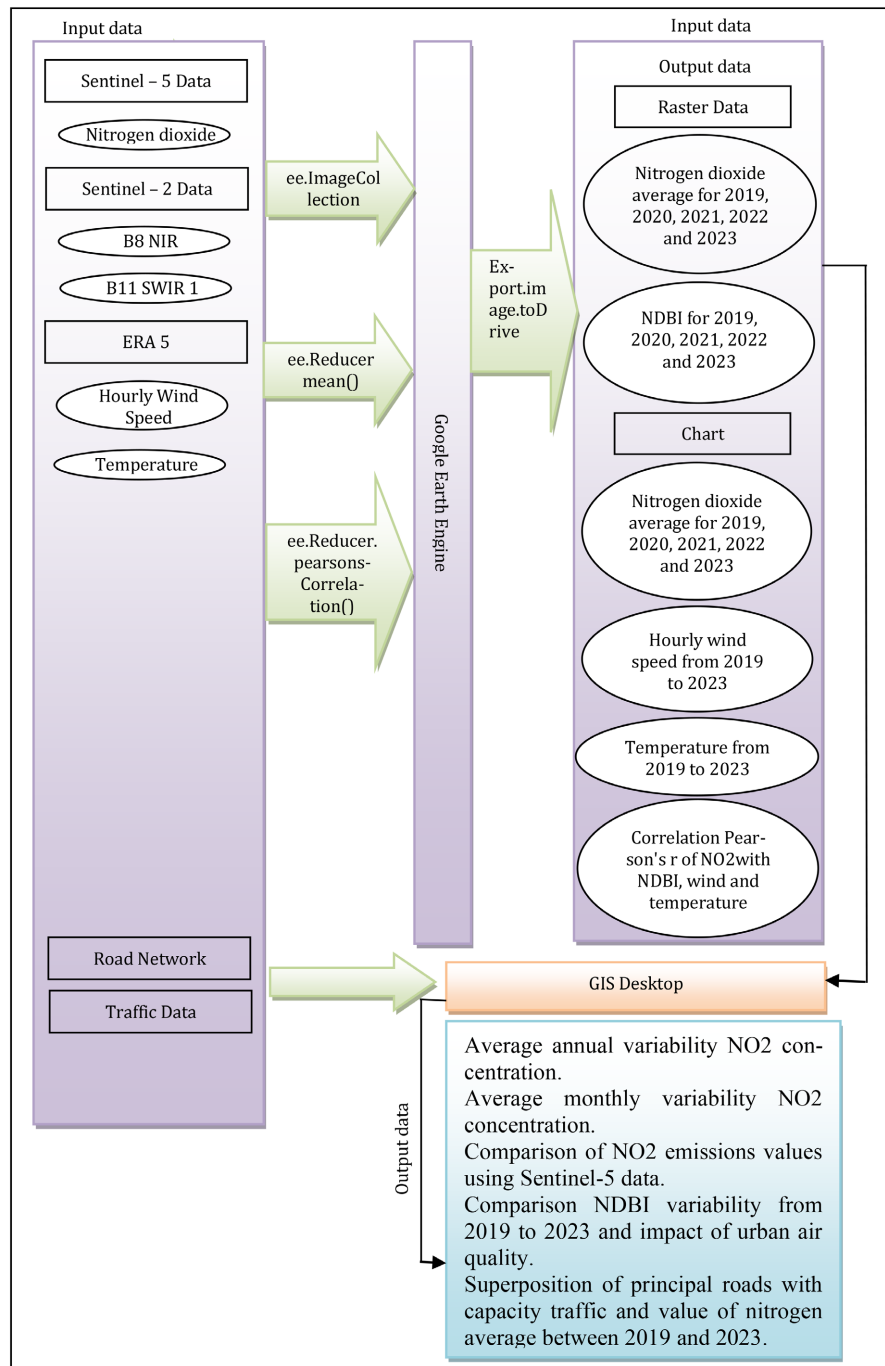 Input data
Sentinel – 5 Data
Nitrogen dioxide
Sentinel – 2 Data
B8 NIR
B11 SWIR 1
ERA 5
Hourly Wind
Speed
Temperature
Road Network
Traffic Data
ee.ImageCol
lection
ee.Reducer
mean()
ee.Reducer.
pearsons-
Correla-
tion()
Google Earth Engine
Ex-
port.im
age.toD
rive
Input data
Output data
Raster Data
Nitrogen dioxide
average for 2019,
2020, 2021, 2022
and 2023
NDBI for 2019,
2020, 2021, 2022
and 2023
Chart
Nitrogen dioxide
average for 2019,
2020, 2021, 2022
and 2023
Hourly wind
speed from 2019
to 2023
Temperature from
2019 to 2023
Correlation Pear-
son's r of NO2with
NDBI, wind and
temperature
GIS Desktop
Output data
Average annual variability NO2 con-
centration.
Average monthly variability NO2
concentration.
Comparison of NO2 emissions values
using Sentinel-5 data.
Comparison NDBI variability from
2019 to 2023 and impact of urban air
quality.
Superposition of principal roads with
capacity traffic and value of nitrogen
average between 2019 and 2023.